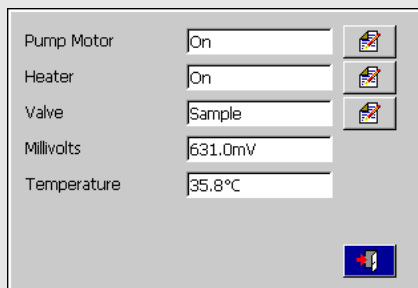 Pump Motor On
Heater On
Valve Sample
Millivolts 631.0mV
Temperature 35.8°C